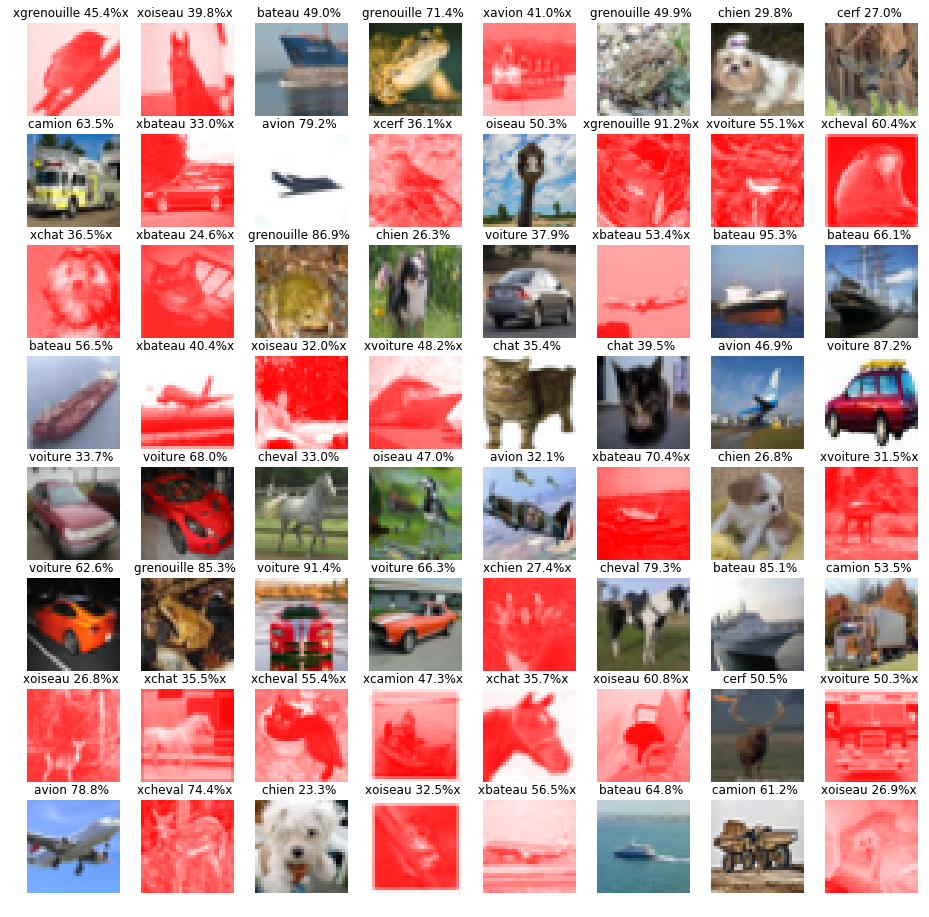 xgrenouille 45.4%x xoiseau 39.8%x bateau 49.0% grenouille 71.4% xavion 41.0%x grenouille 49.9% chien 29.8% cerf 27.0%
camion 63.5% xbateau 33.0%x avion 79.2% xcerf 36.1%x oiseau 50.3% xgrenouille 91.2%x xvoiture 55.1%x xcheval 60.4%x
xchat 36.5%x xbateau 24.6%x grenouille 86.9% chien 26.3% voiture 37.9% xbateau 53.4%x bateau 95.3% bateau 66.1%
bateau 56.5% xbateau 40.4%x xoiseau 32.0%x xvoiture 48.2%x chat 35.4% chat 39.5% avion 46.9% voiture 87.2%
voiture 33.7% voiture 68.0% cheval 33.0% oiseau 47.0% avion 32.1% xbateau 70.4%x chien 26.8% xvoiture 31.5%x
voiture 62.6% grenouille 85.3% voiture 91.4% voiture 66.3% xchien 27.4%x cheval 79.3% bateau 85.1% camion 53.5%
xoiseau 26.8%x xchat 35.5%x xcheval 55.4%x xcamion 47.3%x xchat 35.7%x xoiseau 60.8%x cerf 50.5% xvoiture 50.3%x
avion 78.8% xcheval 74.4%x chien 23.3% xoiseau 32.5%x xbateau 56.5%x bateau 64.8% camion 61.2% xoiseau 26.9%x